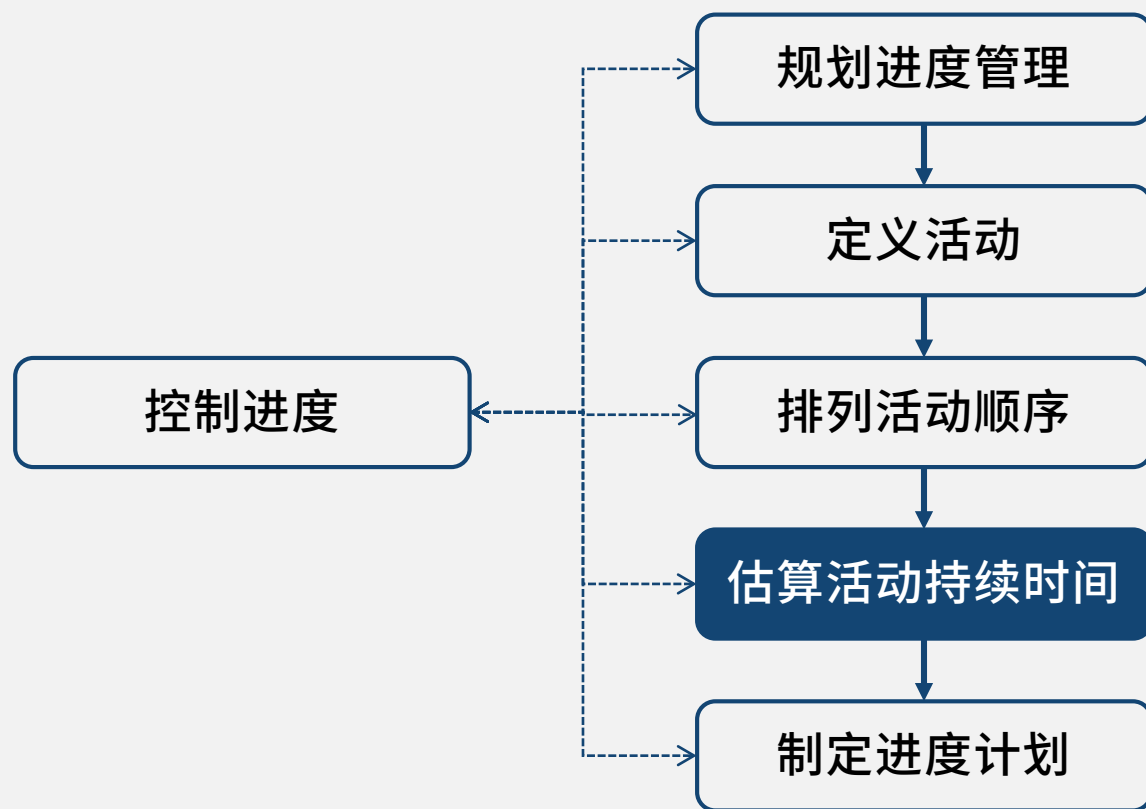 规划进度管理
定义活动
控制进度
排列活动顺序
估算活动持续时间
制定进度计划